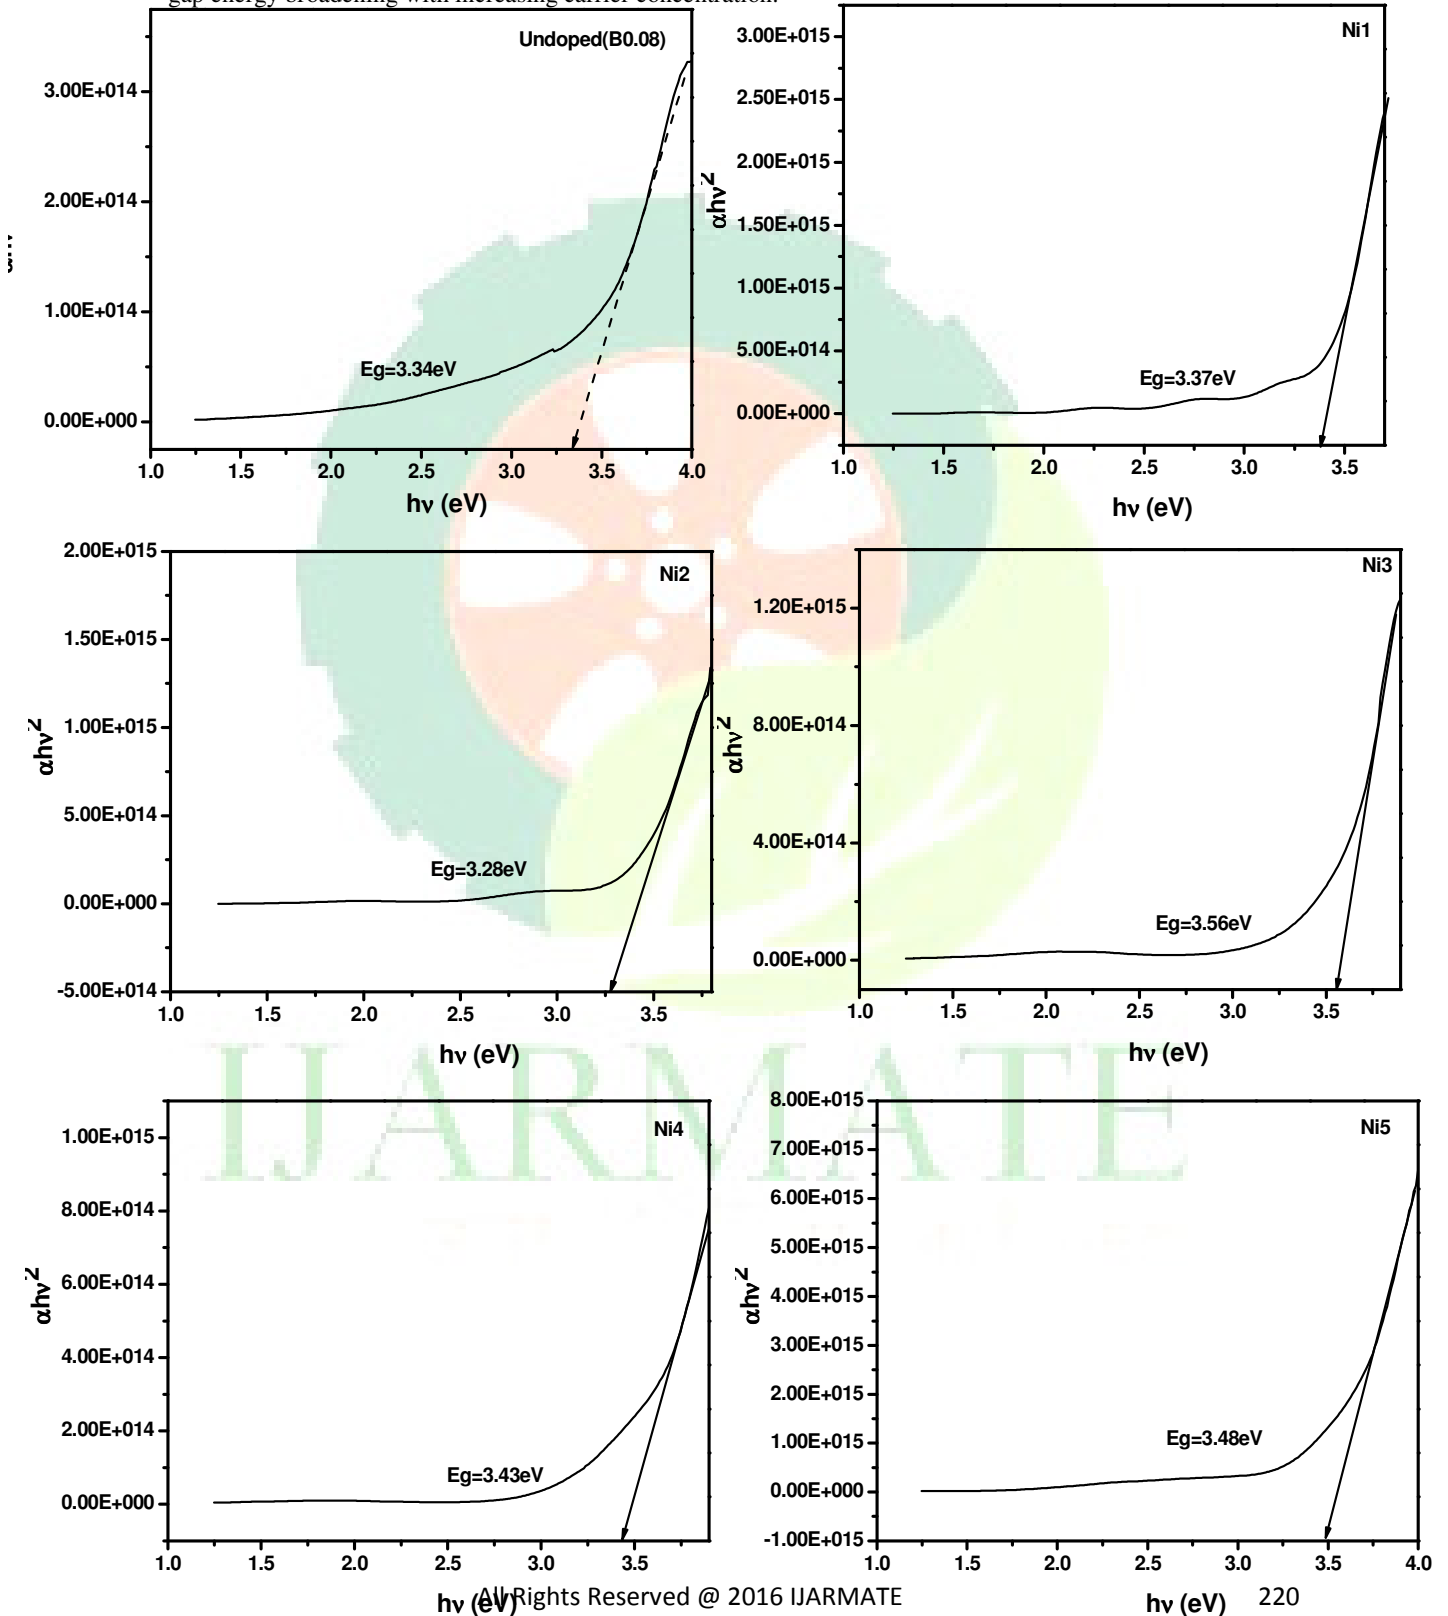 gap energy broadening with increasing carrier concentration.
Undoped(B0.08)
3.00E+014
2.00E+014
1.00E+014
0.00E+000
Eg=3.34eV
1.0 1.5 2.0 2.5 3.0 3.5 4.0
hν (eV)
Ni1
3.00E+015
2.50E+015
2.00E+015
1.50E+015
1.00E+015
5.00E+014
0.00E+000
αhν2
Eg=3.37eV
1.0 1.5 2.0 2.5 3.0 3.5
hν (eV)
Ni2
2.00E+015
1.50E+015
1.00E+015
5.00E+014
0.00E+000
-5.00E+014
αhν2
Eg=3.28eV
1.0 1.5 2.0 2.5 3.0 3.5
hν (eV)
Ni3
1.20E+015
8.00E+014
4.00E+014
0.00E+000
αhν2
Eg=3.56eV
1.0 1.5 2.0 2.5 3.0 3.5
hν (eV)
IJARMATE
Ni4
1.00E+015
8.00E+014
6.00E+014
4.00E+014
2.00E+014
0.00E+000
αhν2
Eg=3.43eV
1.0 1.5 2.0 2.5 3.0 3.5
hν (eV)
Ni5
8.00E+015
7.00E+015
6.00E+015
5.00E+015
4.00E+015
3.00E+015
2.00E+015
1.00E+015
0.00E+000
-1.00E+015
αhν2
Eg=3.48eV
1.0 1.5 2.0 2.5 3.0 3.5 4.0
hν (eV)
All Rights Reserved @ 2016 IJARMATE
220